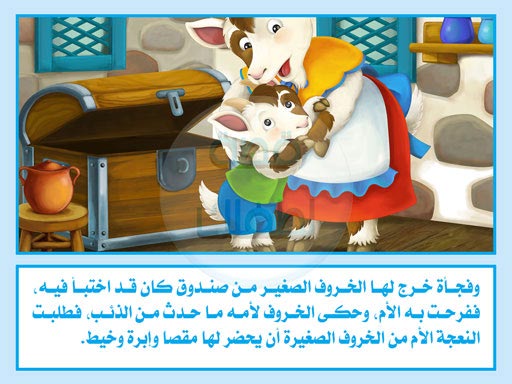 وفجأة خرج لها الخروف الصغير من صندوق كان قد اختبأ فيه،
ففرحت به الأم، وحكى الخروف لأمه ما حدث من الذئب، فطلبت
النعجة الأم من الخروف الصغيرة أن يحضر لها مقصا وإبرة وخيط.